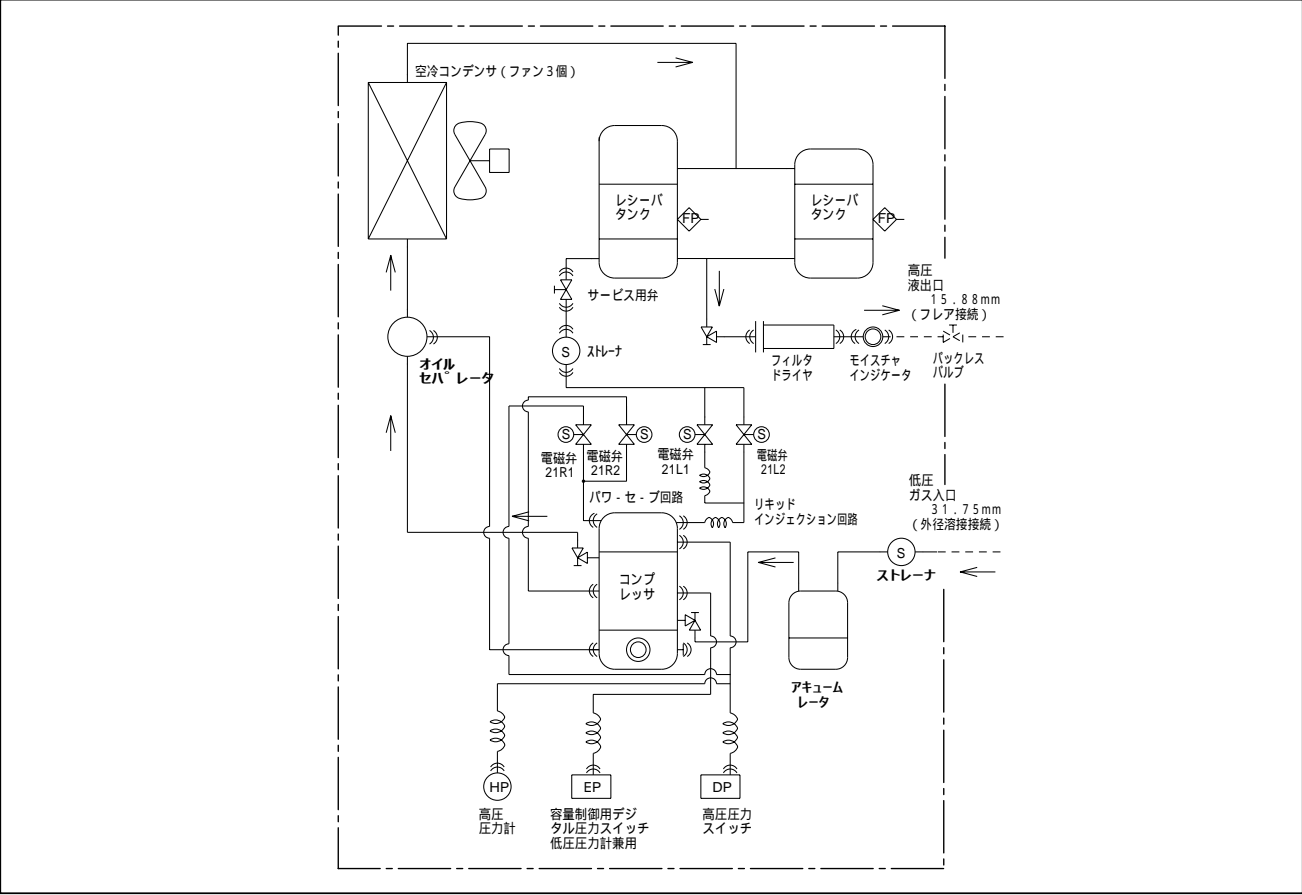 空冷コンデンサ（ファン３個）
レシーバ
タンク
FP
レシーバ
タンク
FP
サービス用弁
高圧
液出口
１５．８８mm
（フレア接続）
S
ストレーナ
フィルタ
ドライヤ
モイスチャ
インジケータ
パックレス
バルブ
オイル
セパレータ
S
電磁弁
21R1
S
電磁弁
21R2
S
電磁弁
21L1
S
電磁弁
21L2
パワ‐セ‐ブ回路
リキッド
インジェクション回路
低圧
ガス入口
３１．７５mm
（外径溶接接続）
S
ストレーナ
コンプ
レッサ
アキューム
レータ
HP
高圧
圧力計
EP
容量制御用デジ
タル圧力スイッチ
低圧圧力計兼用
DP
高圧圧力
スイッチ